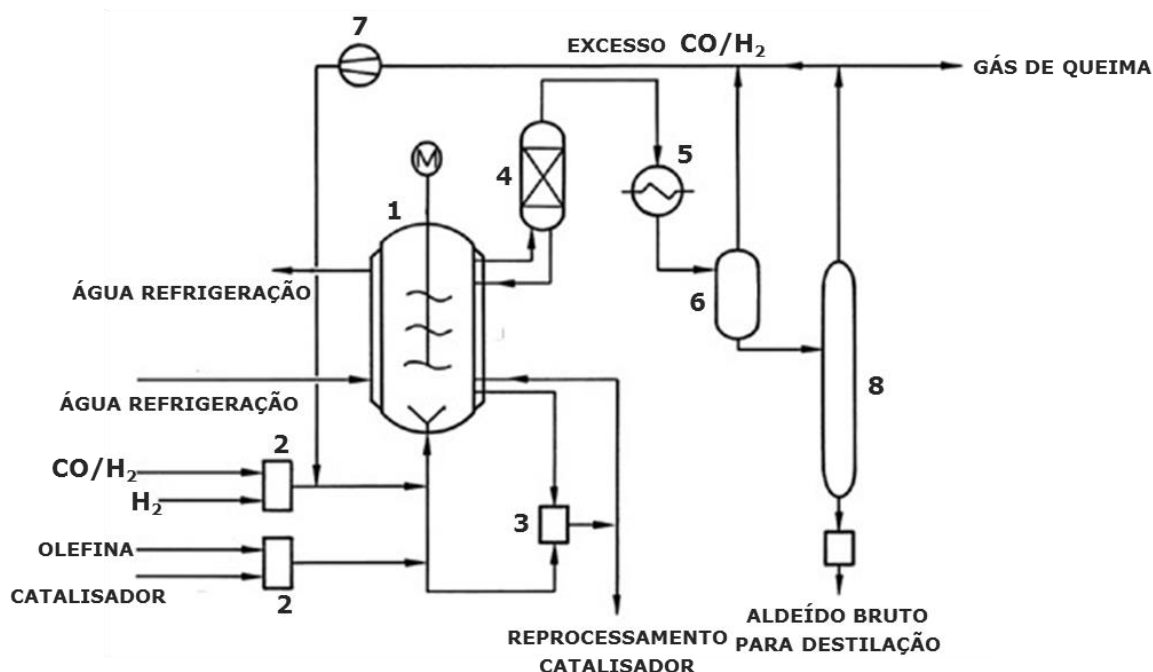 7
EXCESSO CO/H₂
GÁS DE QUEIMA
M
5
4
1
6
ÁGUA REFRIGERAÇÃO
8
ÁGUA REFRIGERAÇÃO
2
CO/H₂
H₂
3
OLEFINA
CATALISADOR
2
REPROCESSAMENTO
CATALISADOR
ALDEÍDO BRUTO
PARA DESTILAÇÃO